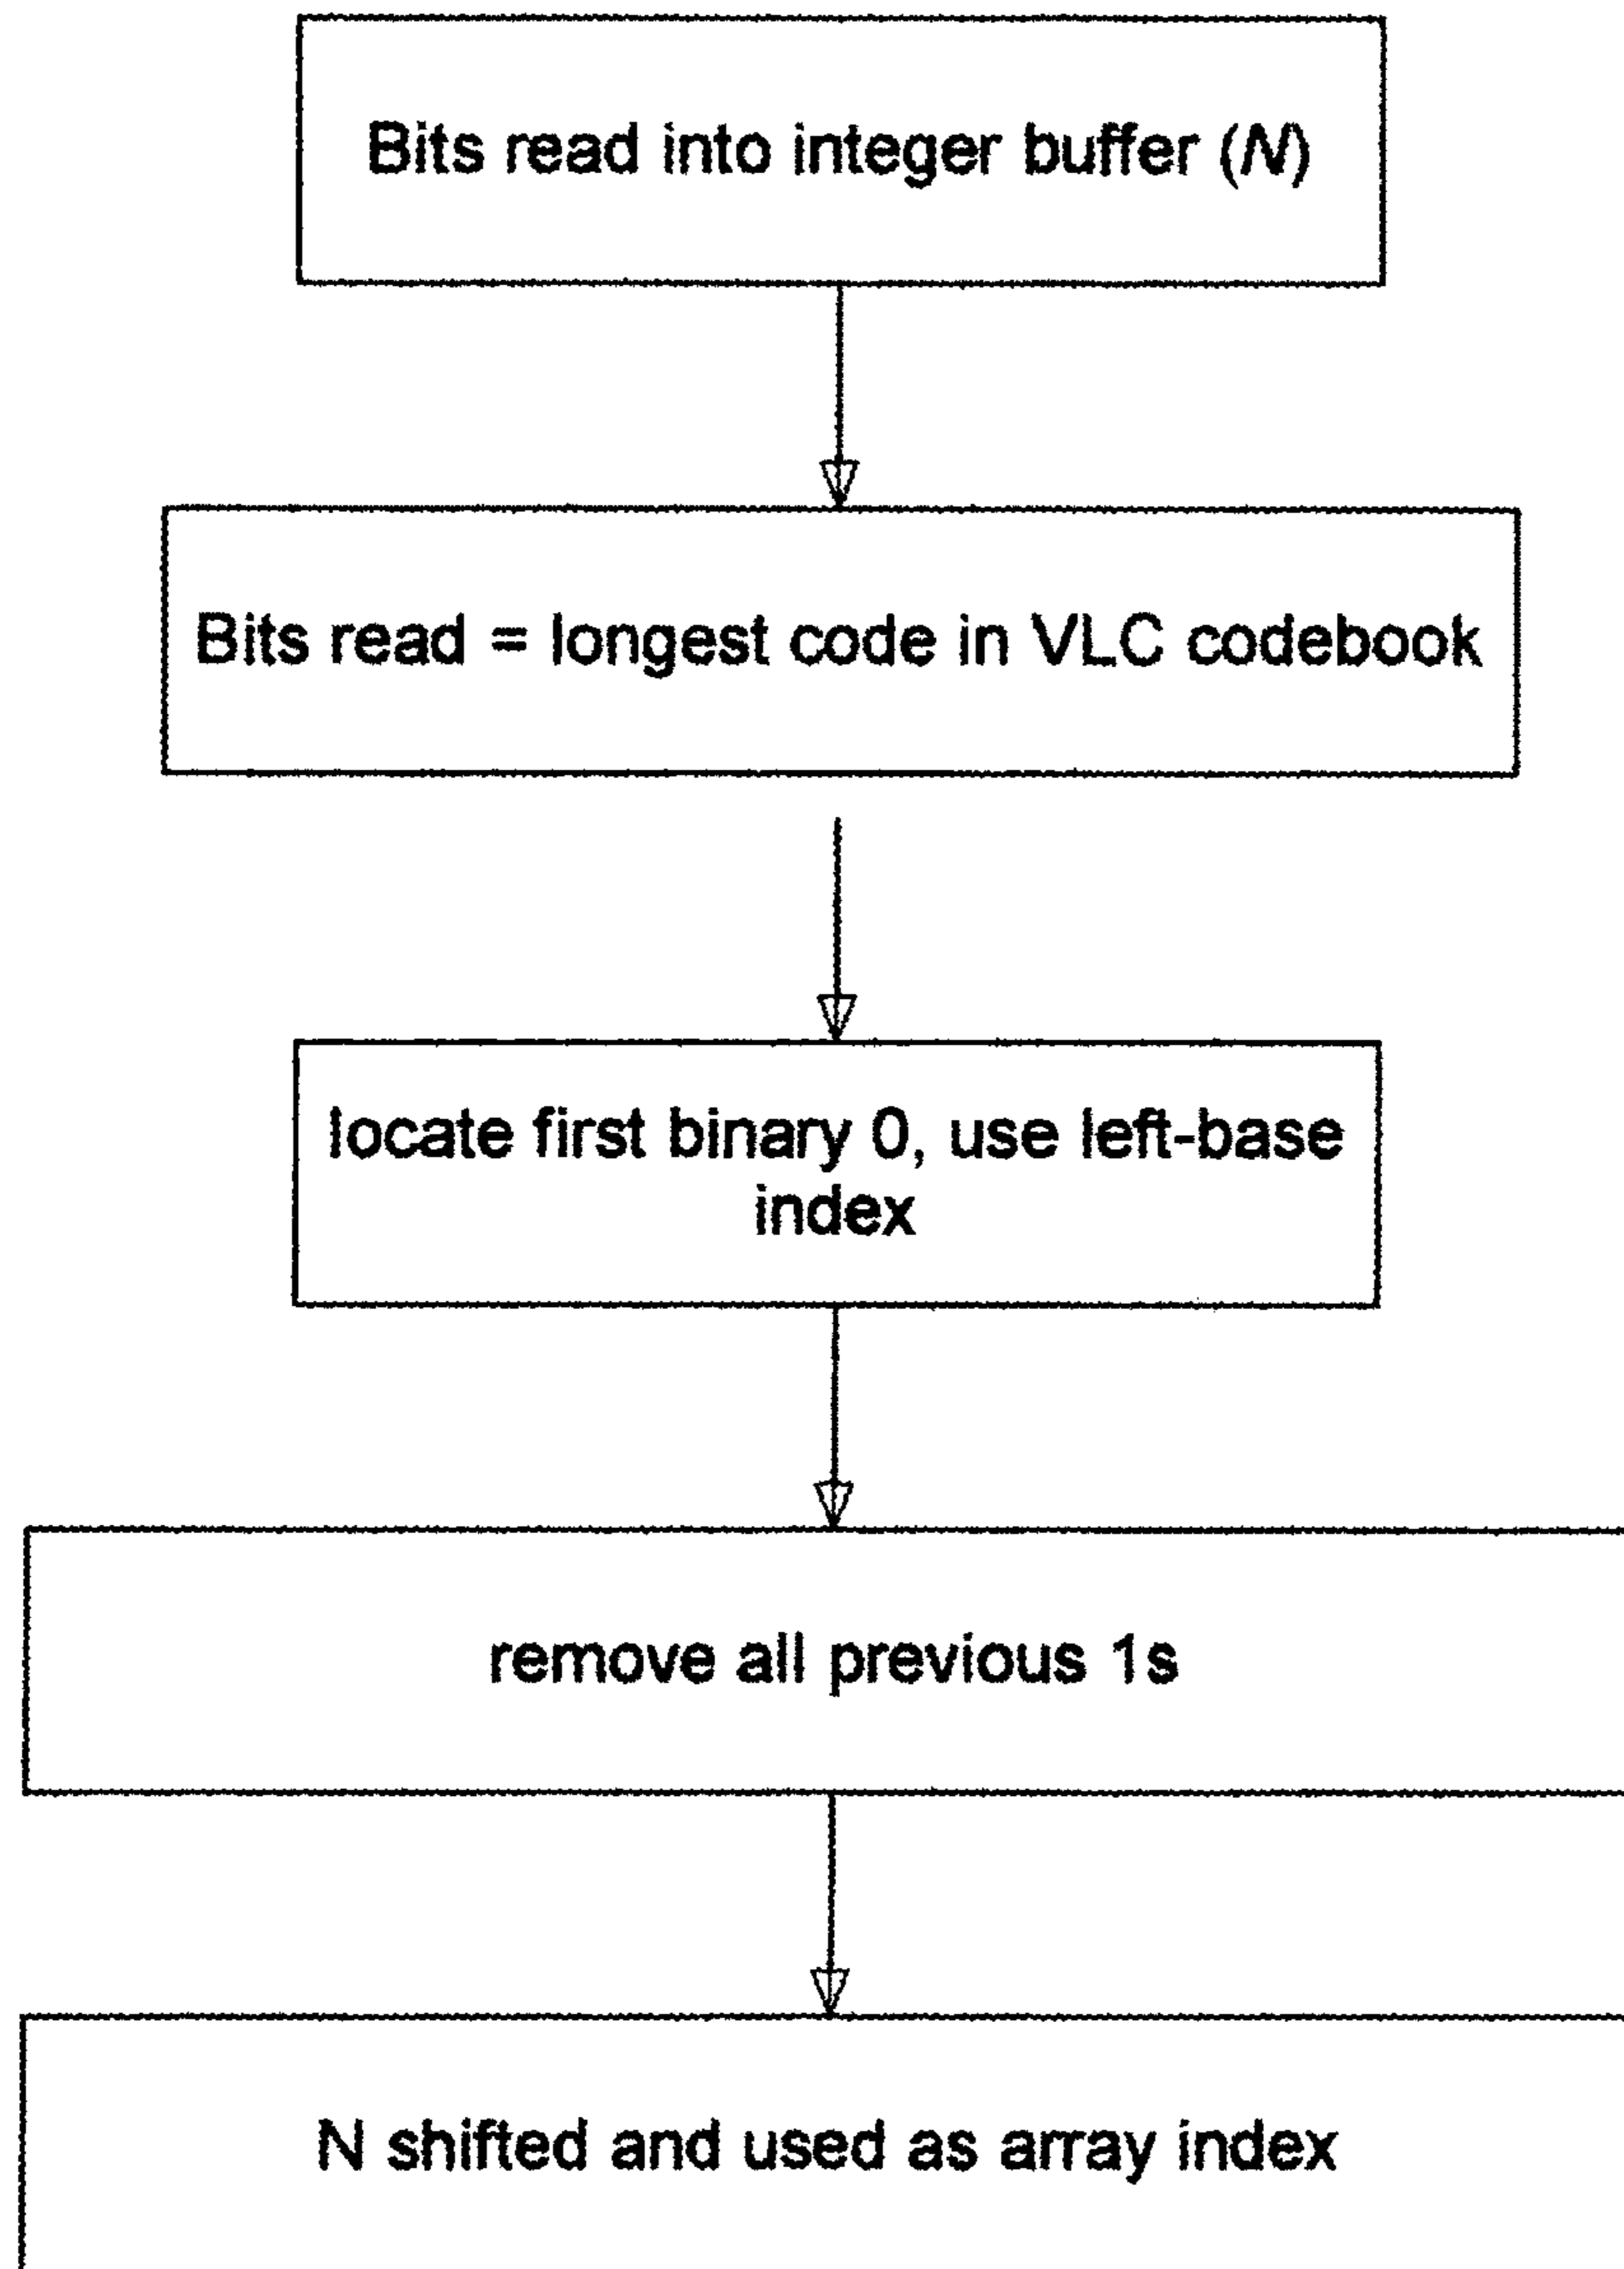 Bits read into integer buffer (N)
Bits read = longest code in VLC codebook
locate first binary 0, use left-base
index
remove all previous 1s
N shifted and used as array index